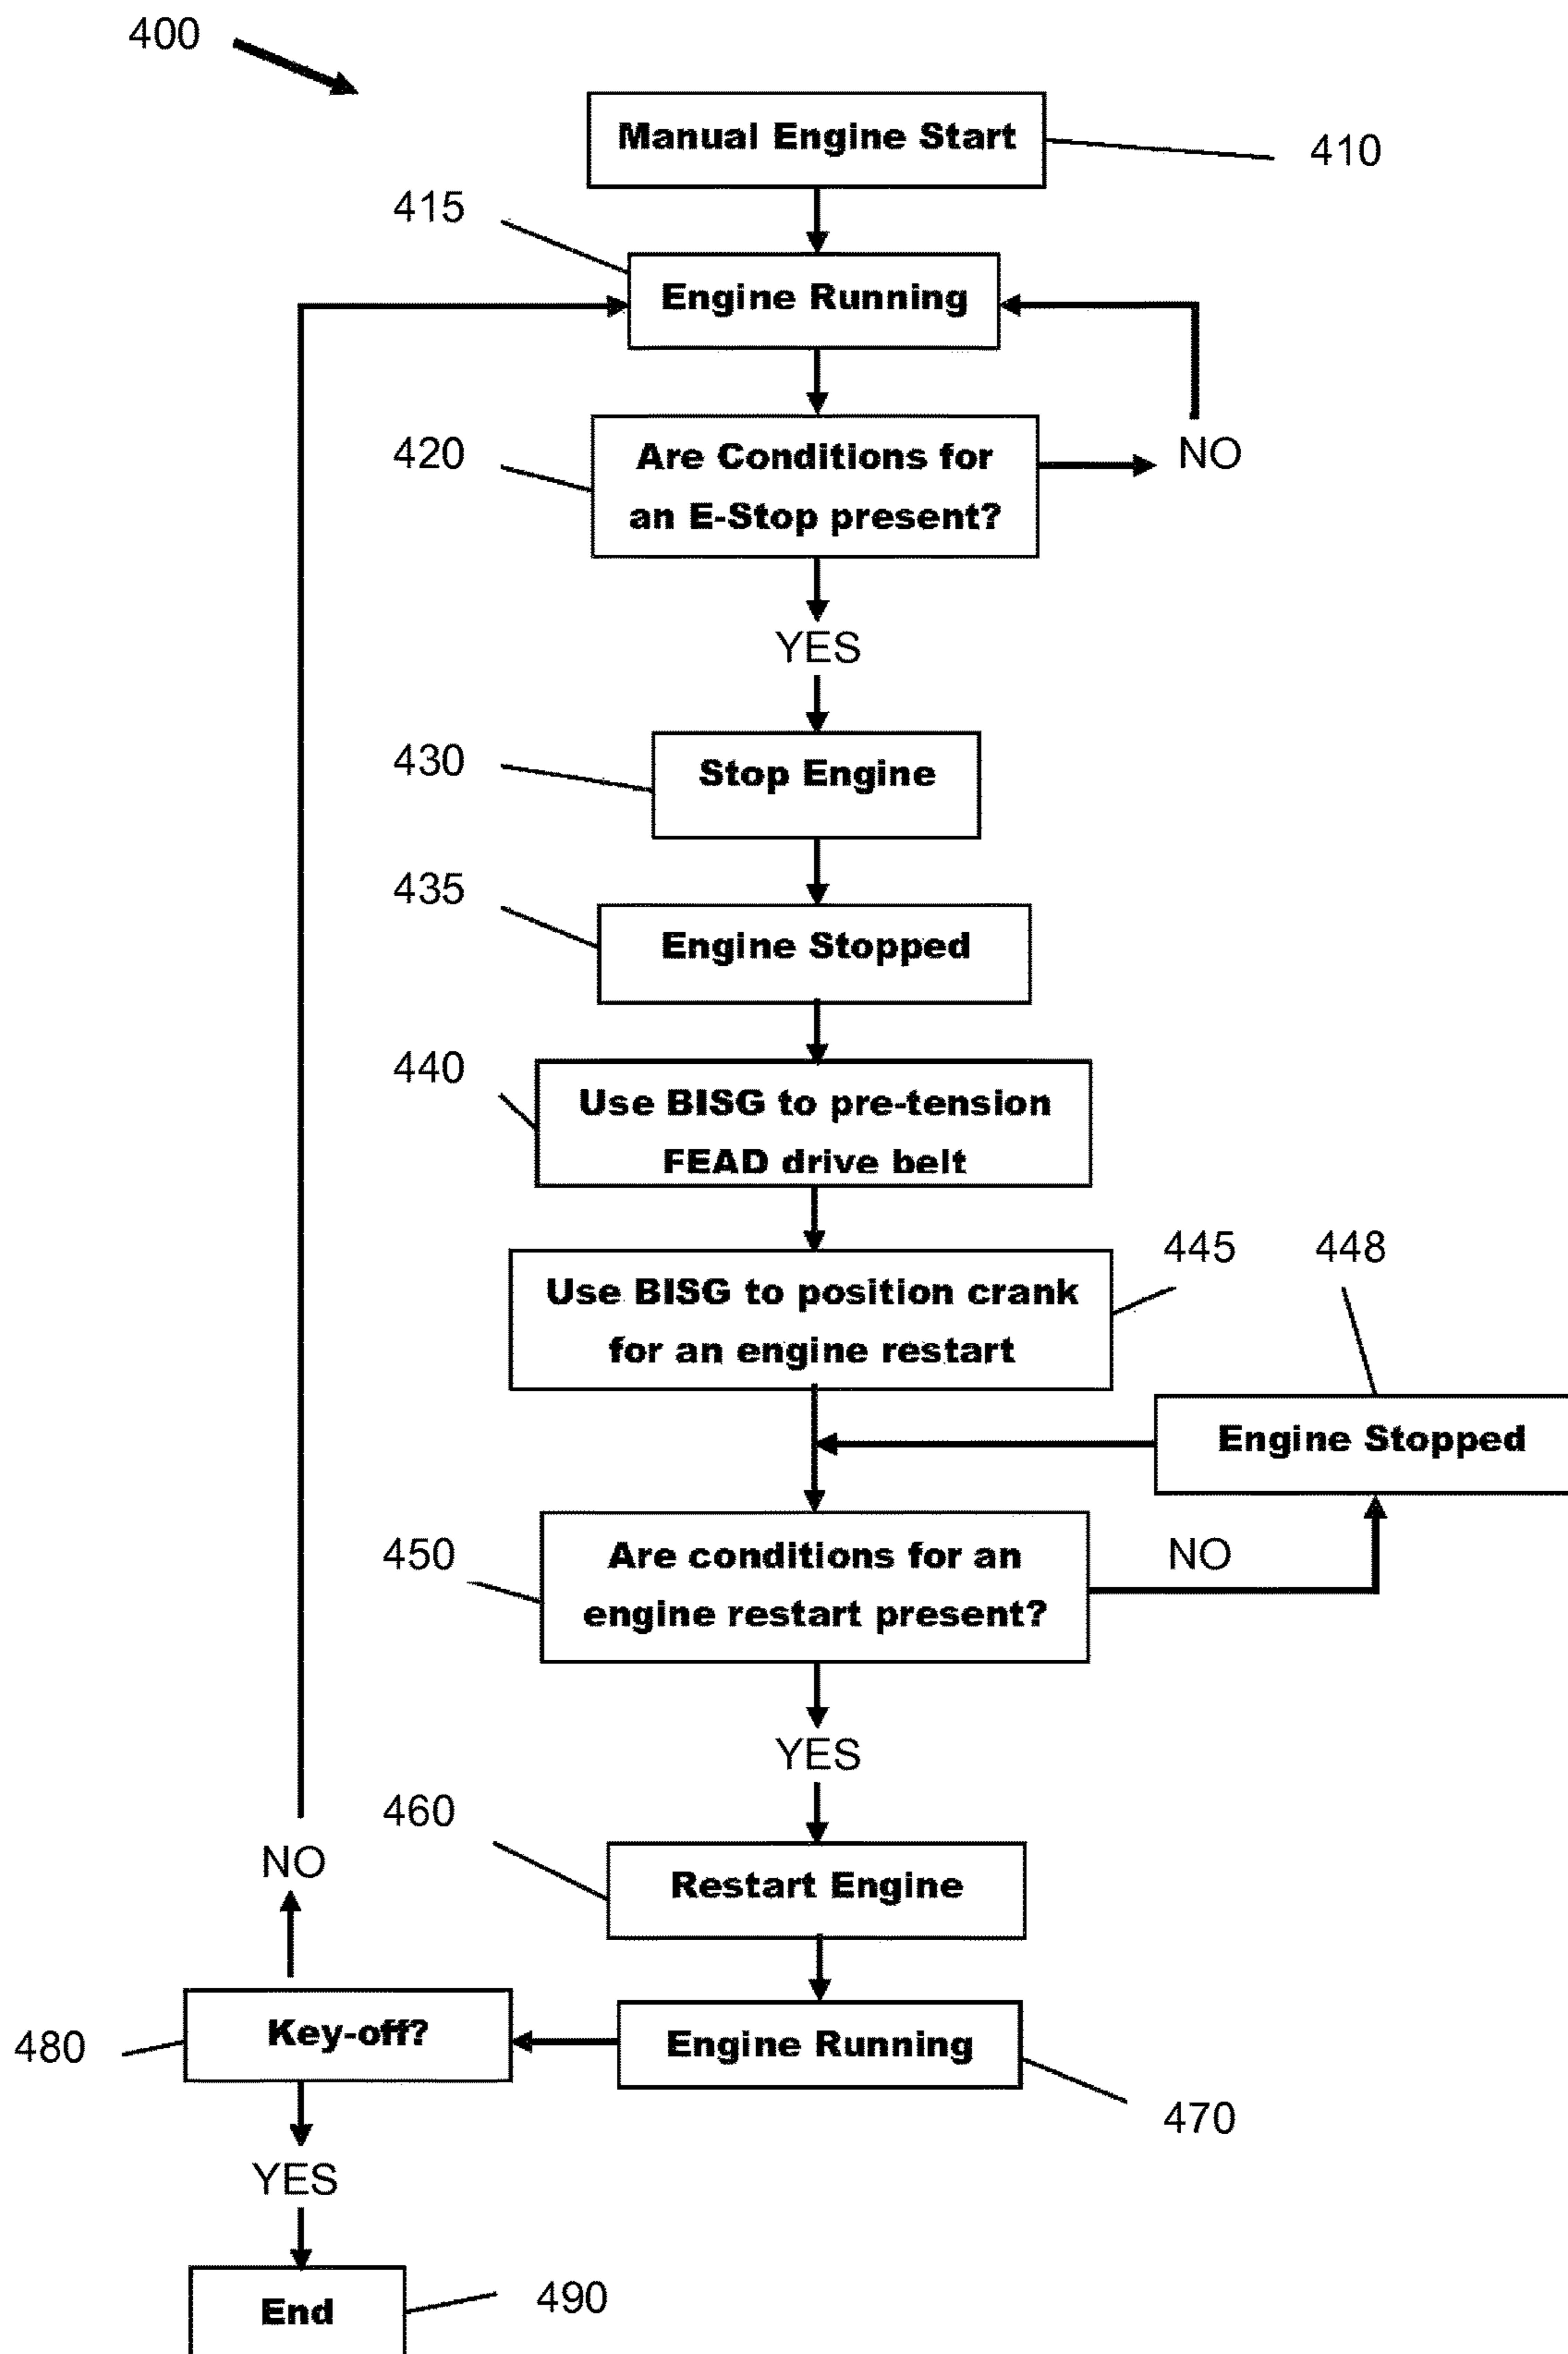 400
Manual Engine Start
410
415
Engine Running
420
Are Conditions for
an E-Stop present?
NO
YES
430
Stop Engine
435
Engine Stopped
440
Use BISG to pre-tension
FEAD drive belt
445
448
Use BISG to position crank
for an engine restart
Engine Stopped
450
Are conditions for an
engine restart present?
NO
YES
460
Restart Engine
NO
480
Key-off?
Engine Running
470
YES
End
490